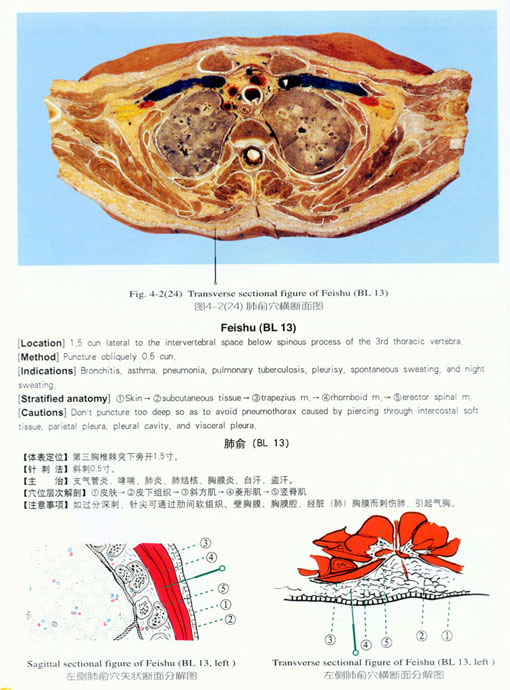 Fig. 4-2(24) Transverse sectional figure of Feishu (BL 13)
图4-2(24) 肺俞穴横断面图
Feishu (BL 13)
[Location] 1.5 cun lateral to the intervertebral space below spinous process of the 3rd thoracic vertebra.
[Method] Puncture obliquely 0.5 cun.
[Indications] Bronchitis, asthma, pneumonia, pulmonary tuberculosis, pleurisy, spontaneous sweating, and night
sweating.
[Stratified anatomy] ①Skin→②subcutaneous tissue→③trapezius m.→④rhomboid m.→⑤erector spinal m.
[Cautions] Don't puncture too deep so as to avoid pneumothorax caused by piercing through intercostal soft
tissue, parietal pleura, pleural cavity, and visceral pleura.
肺俞 (BL 13)
【体表定位】第三胸椎棘突下旁开1.5寸。
【针 刺 法】斜刺0.5寸。
【主 治】支气管炎、哮喘、肺炎、肺结核、胸膜炎、自汗、盗汗。
【穴位层次解剖】①皮肤→②皮下组织→③斜方肌→④菱形肌→⑤竖脊肌
【注意事项】如过分深刺，针尖可通过肋间软组织、壁胸膜、胸膜腔、经脏（肺）胸膜而刺伤肺，引起气胸。
③
④
⑤
①
②
Sagittal sectional figure of Feishu (BL 13, left )
左侧肺俞穴矢状断面分解图
③ ④ ⑤ ② ①
Transverse sectional figure of Feishu (BL 13, left )
左侧肺俞穴横断面分解图